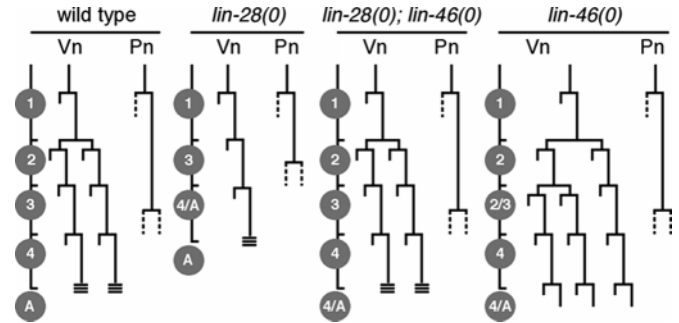 wild type lin-28(0) lin-28(0); lin-46(0) lin-46(0)
Vn Pn Vn Pn Vn Pn Vn Pn
1 1 1 1
2 3 2 2
3 4/A 3 2/3
4 A 4 4
A 4/A 4/A